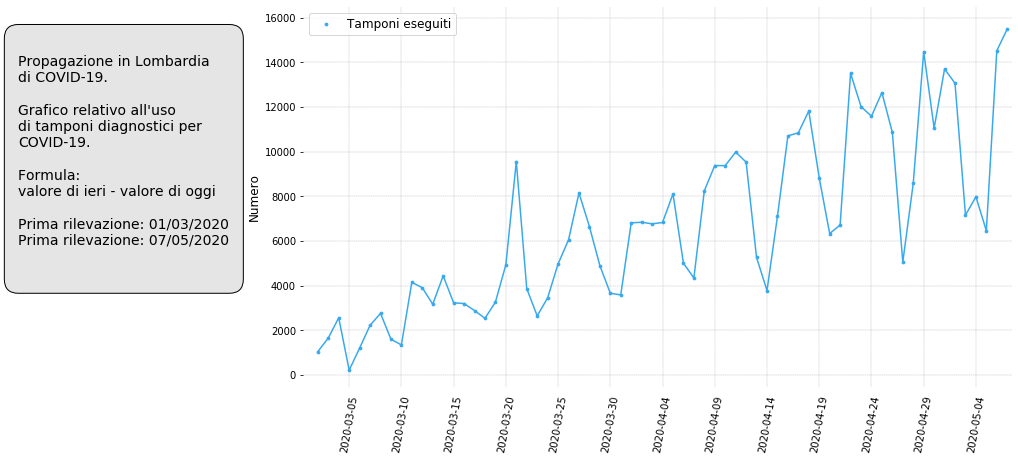 Propagazione in Lombardia
di COVID-19.
Grafico relativo all'uso
di tamponi diagnostici per
COVID-19.
Formula:
valore di ieri - valore di oggi
Prima rilevazione: 01/03/2020
Prima rilevazione: 07/05/2020
Tamponi eseguiti
Numero
16000
14000
12000
10000
8000
6000
4000
2000
0
2020-03-05
2020-03-10
2020-03-15
2020-03-20
2020-03-25
2020-03-30
2020-04-04
2020-04-09
2020-04-14
2020-04-19
2020-04-24
2020-04-29
2020-05-04